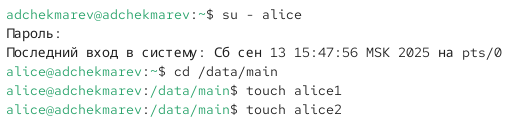 adchekmarev@adchekmarev:~$ su - alice
Пароль:
Последний вход в систему: Сб сен 13 15:47:56 MSK 2025 на pts/0
alice@adchekmarev:~$ cd /data/main
alice@adchekmarev:/data/main$ touch alice1
alice@adchekmarev:/data/main$ touch alice2